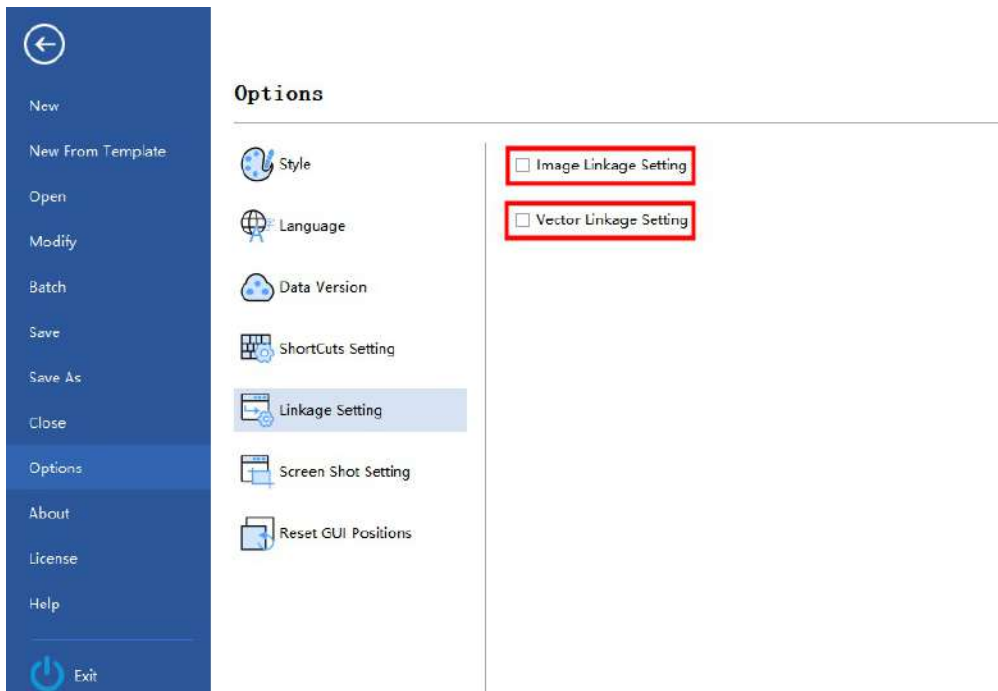 New
New From Template
Open
Modify
Batch
Save
Save As
Close
Options
About
License
Help
Exit
Options
Style
Language
Data Version
ShortCuts Setting
Linkage Setting
Screen Shot Setting
Reset GUI Positions
Image Linkage Setting
Vector Linkage Setting